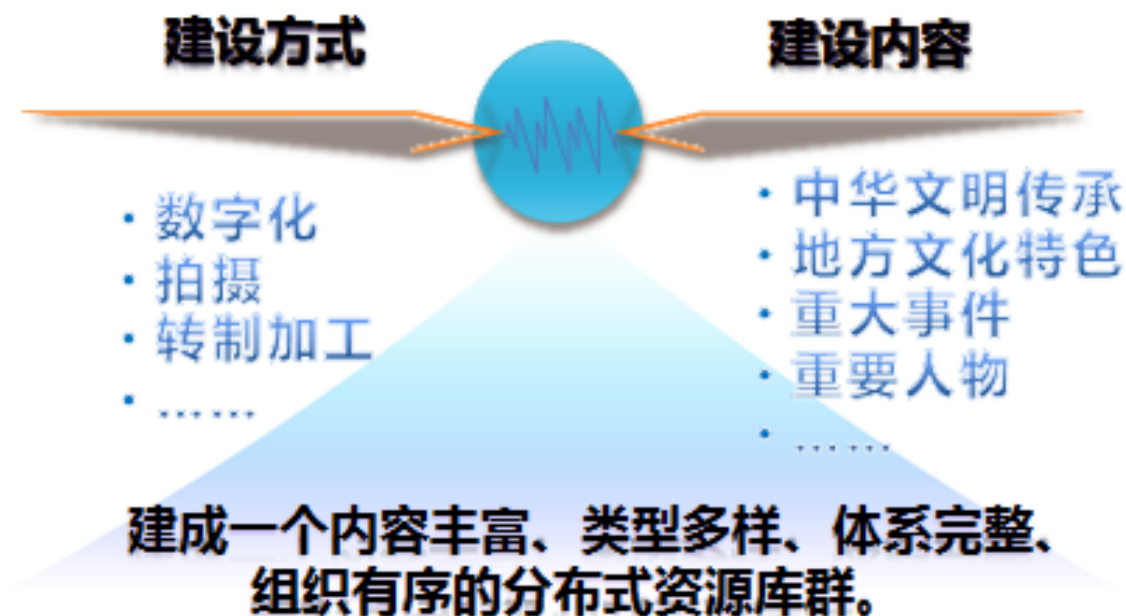 建设方式
建设内容
· 数字化
· 拍摄
· 转制加工
· ……
· 中华文明传承
· 地方文化特色
· 重大事件
· 重要人物
· ……
建成一个内容丰富、类型多样、体系完整、
组织有序的分布式资源库群。